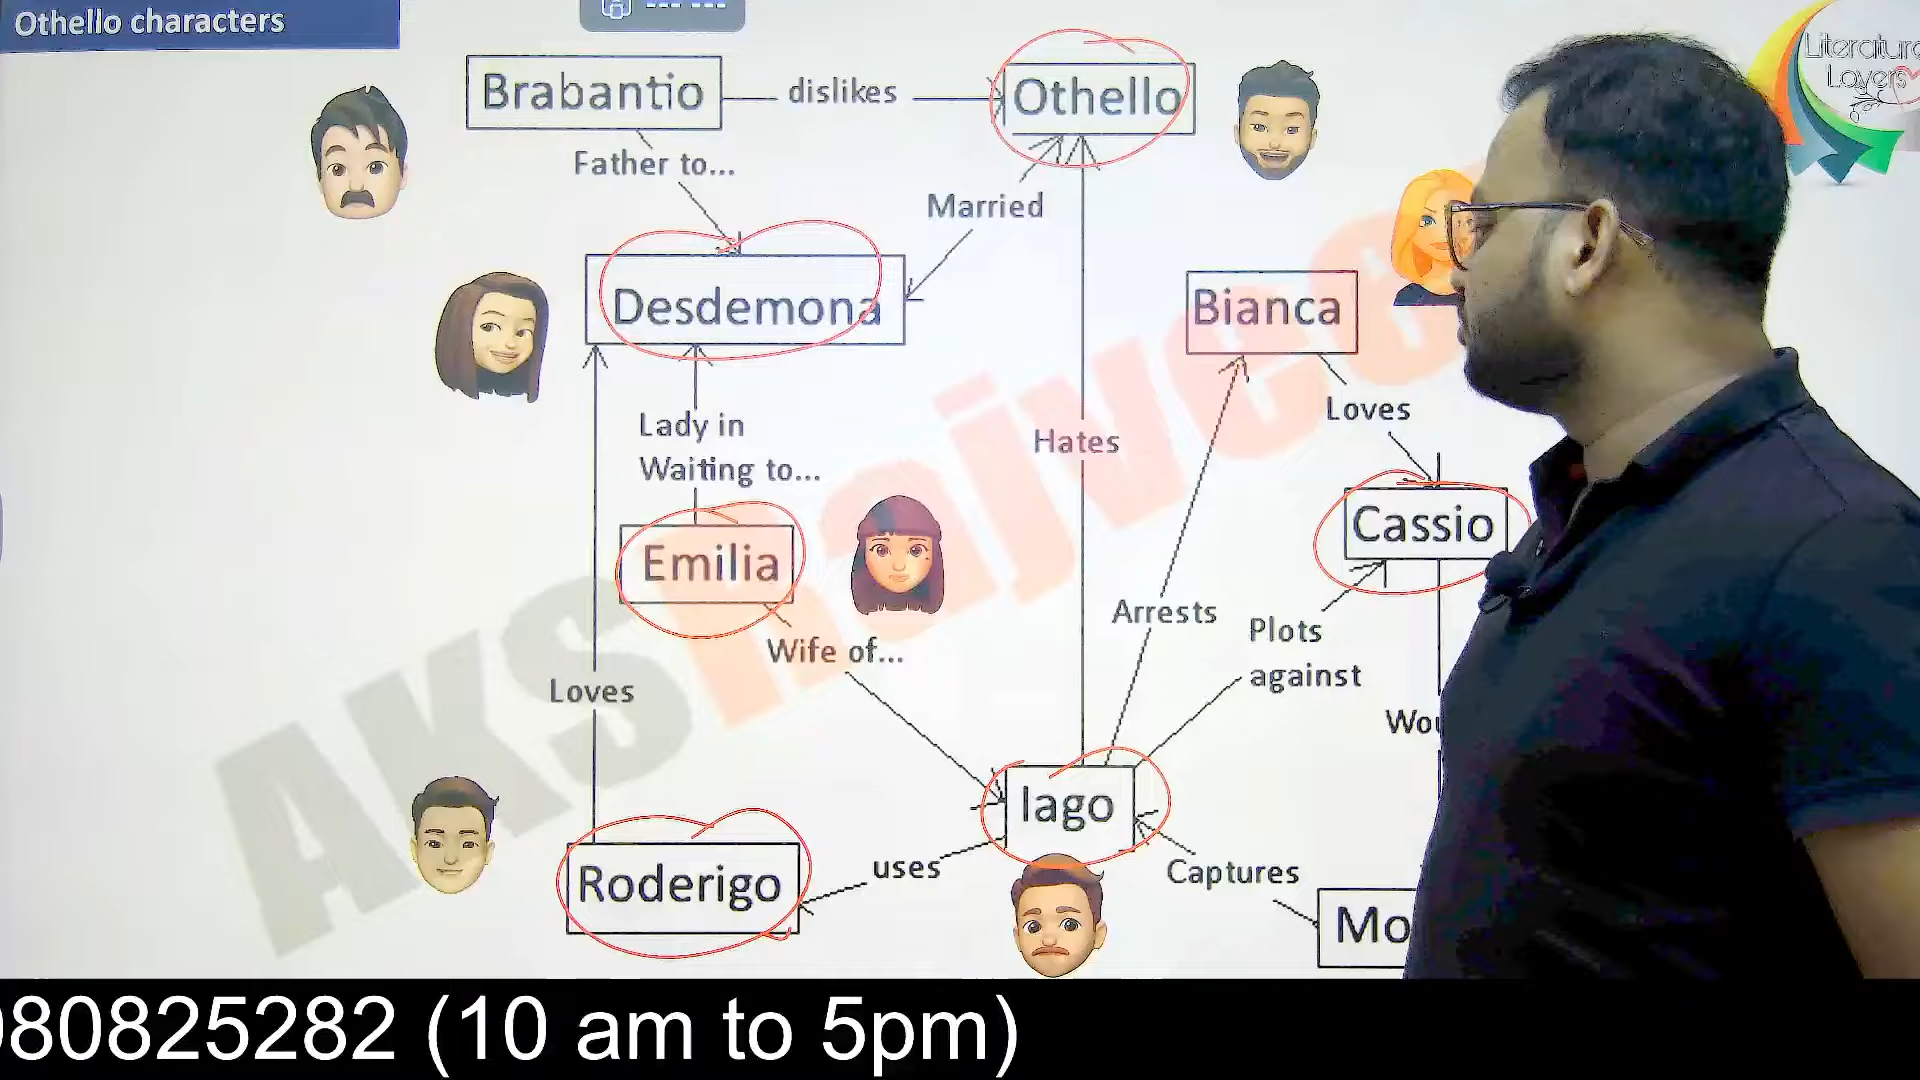 Othello characters
Literature
Lovers
Brabantio
dislikes
Othello
Father to...
Married
Desdemona
Bianca
Lady in
Waiting to...
Hates
Loves
Emilia
Cassio
Wife of...
Arrests
Plots
against
Loves
Iago
uses
Roderigo
Captures
080825282 (10 am to 5pm)